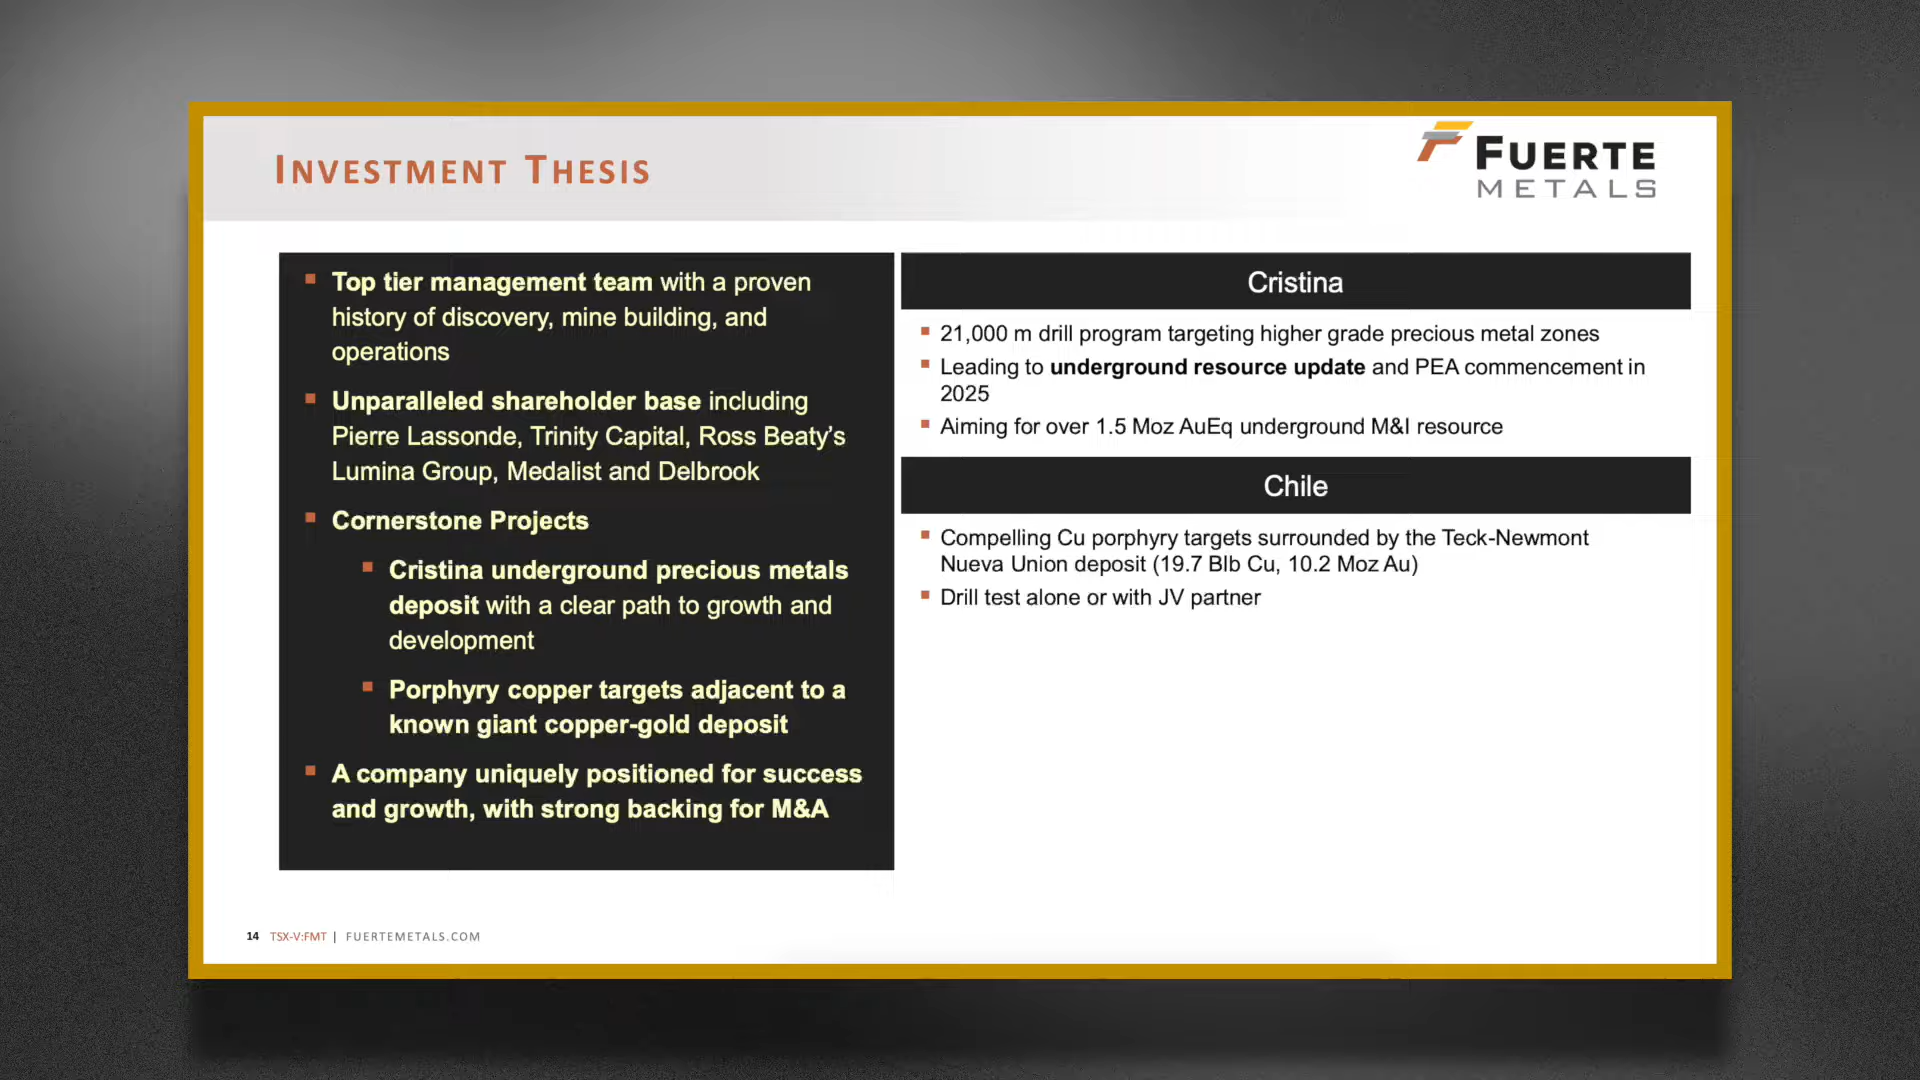 INVESTMENT THESIS
FUERTE
METALS
Top tier management team with a proven
history of discovery, mine building, and
operations
Unparalleled shareholder base including
Pierre Lassonde, Trinity Capital, Ross Beaty’s
Lumina Group, Medalist and Delbrook
Cornerstone Projects
Cristina underground precious metals
deposit with a clear path to growth and
development
Porphyry copper targets adjacent to a
known giant copper-gold deposit
A company uniquely positioned for success
and growth, with strong backing for M&A
Cristina
21,000 m drill program targeting higher grade precious metal zones
Leading to underground resource update and PEA commencement in
2025
Aiming for over 1.5 Moz AuEq underground M&I resource
Chile
Compelling Cu porphyry targets surrounded by the Teck-Newmont
Nueva Union deposit (19.7 Blb Cu, 10.2 Moz Au)
Drill test alone or with JV partner
14 TSX-V:FMT | FUERTEMETALS.COM